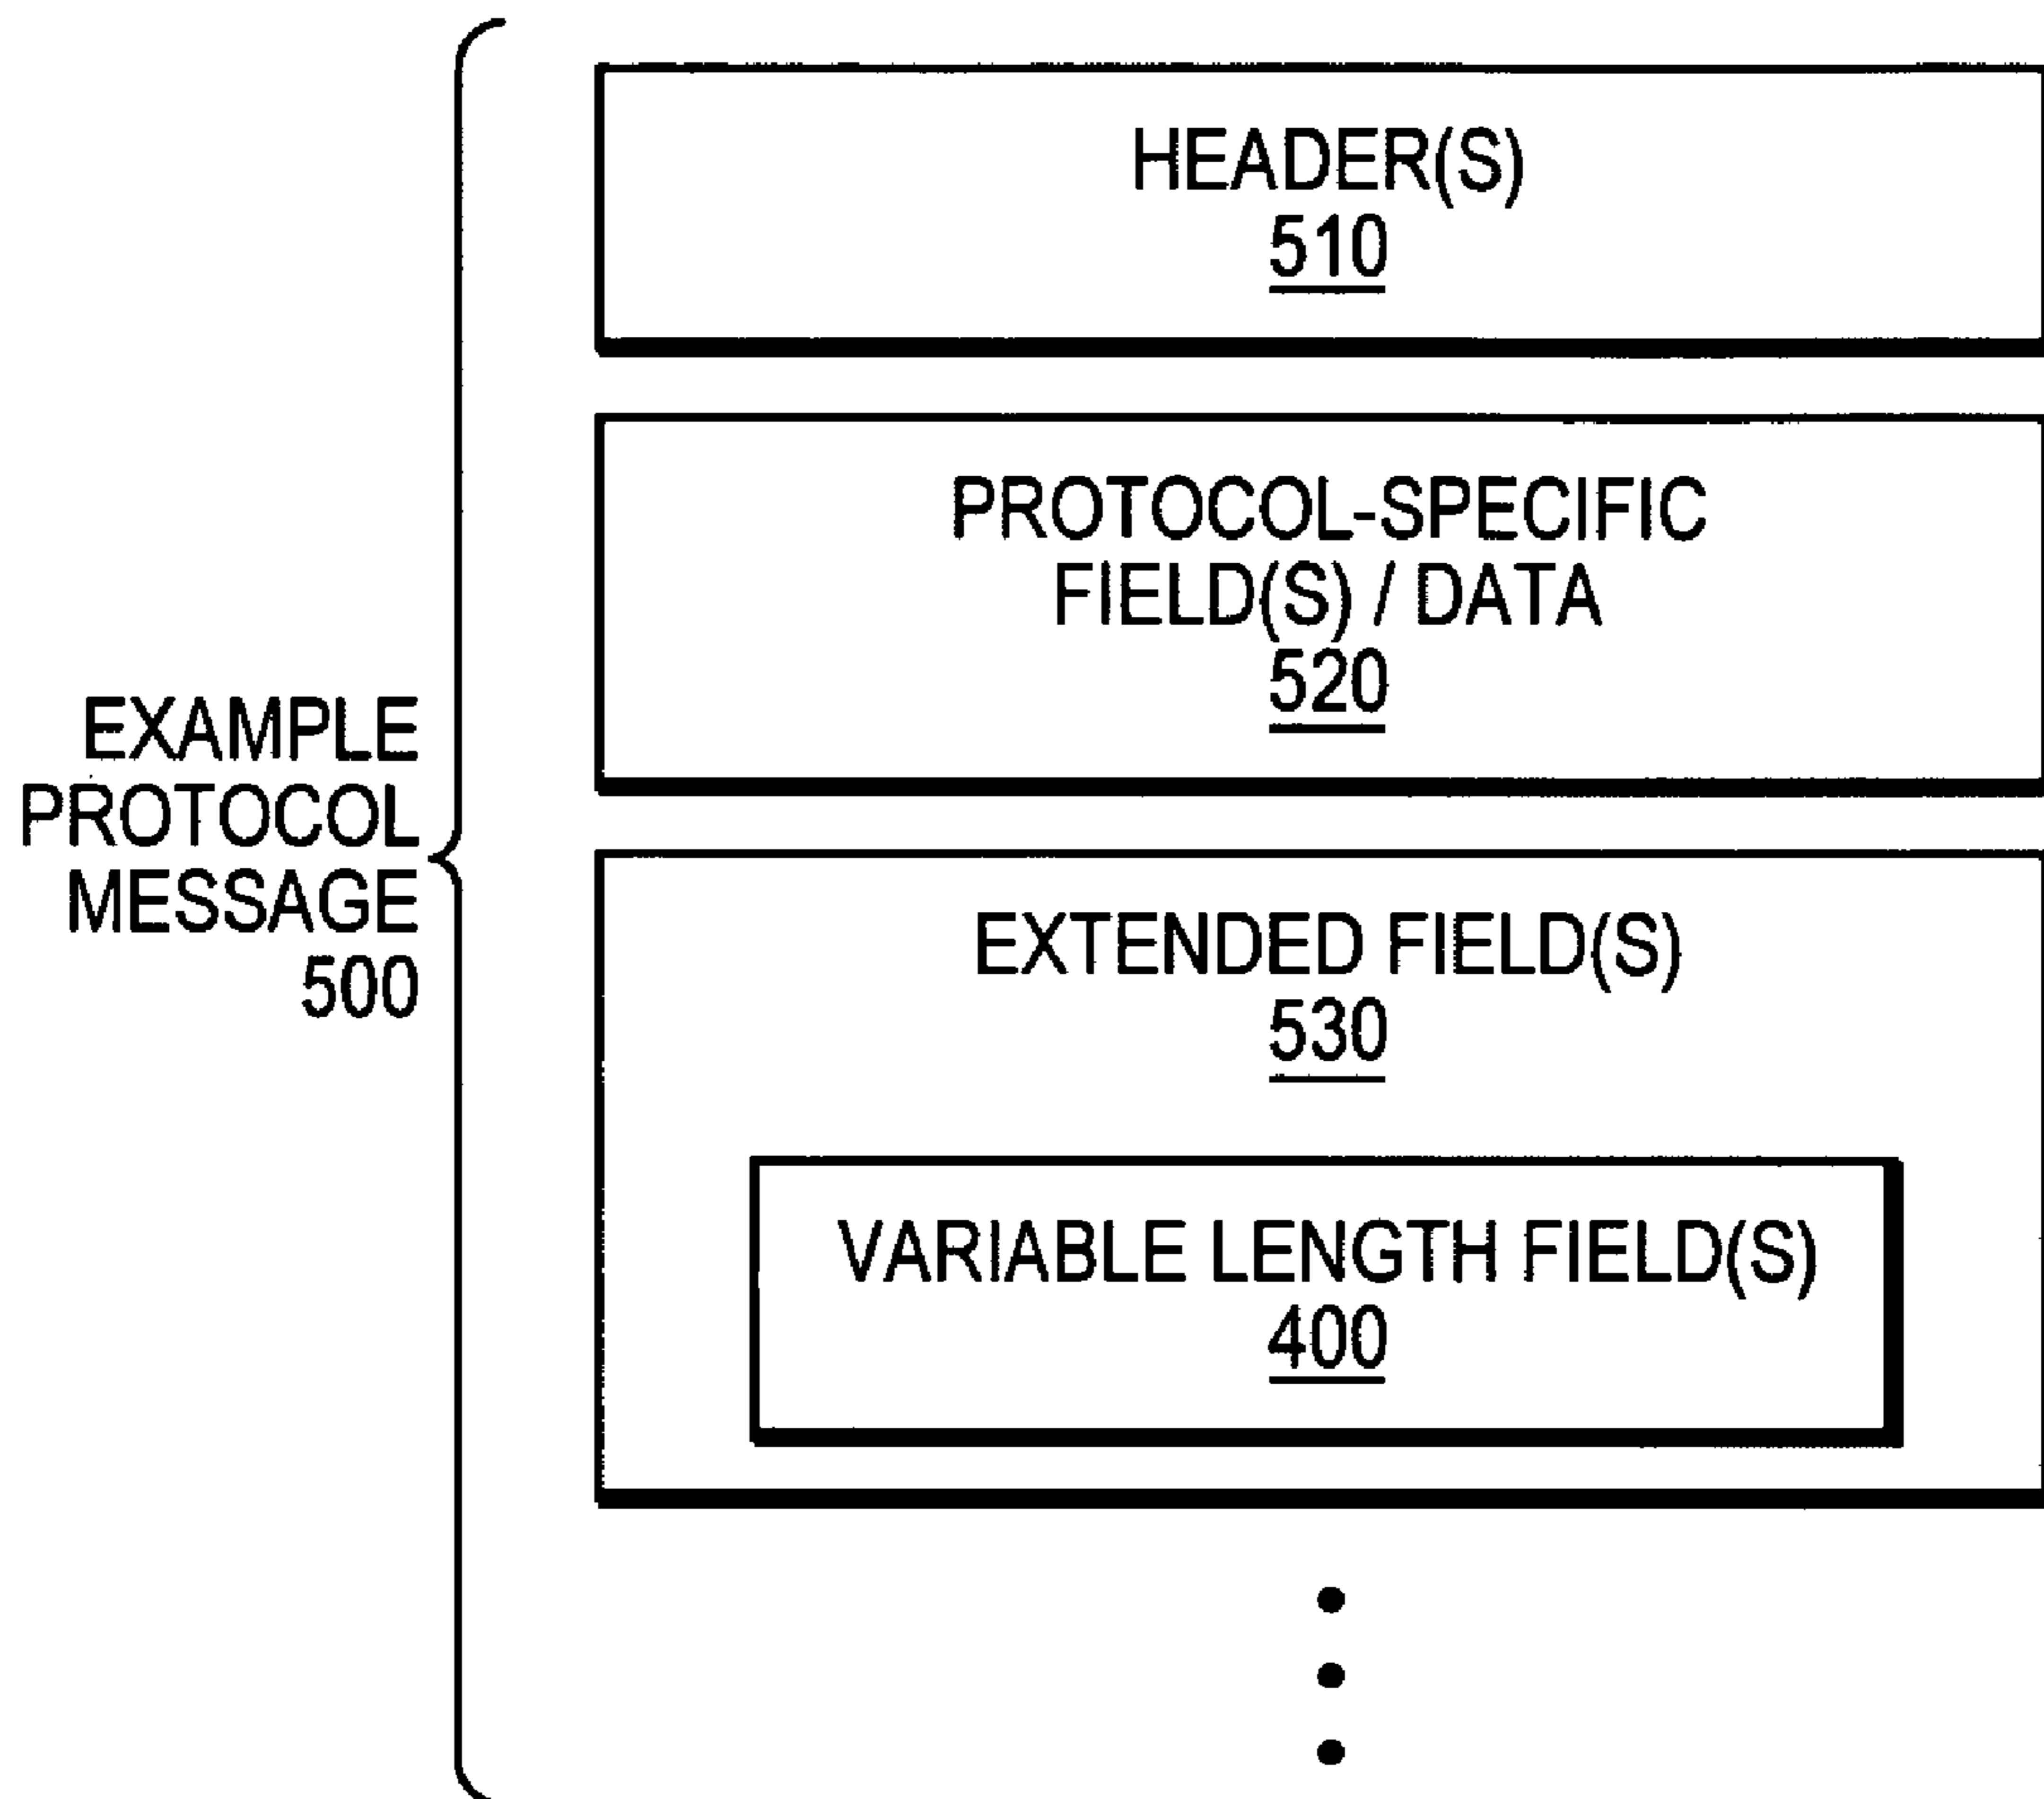 EXAMPLE
PROTOCOL
MESSAGE
500
HEADER(S)
510
PROTOCOL-SPECIFIC
FIELD(S) / DATA
520
EXTENDED FIELD(S)
530
VARIABLE LENGTH FIELD(S)
400